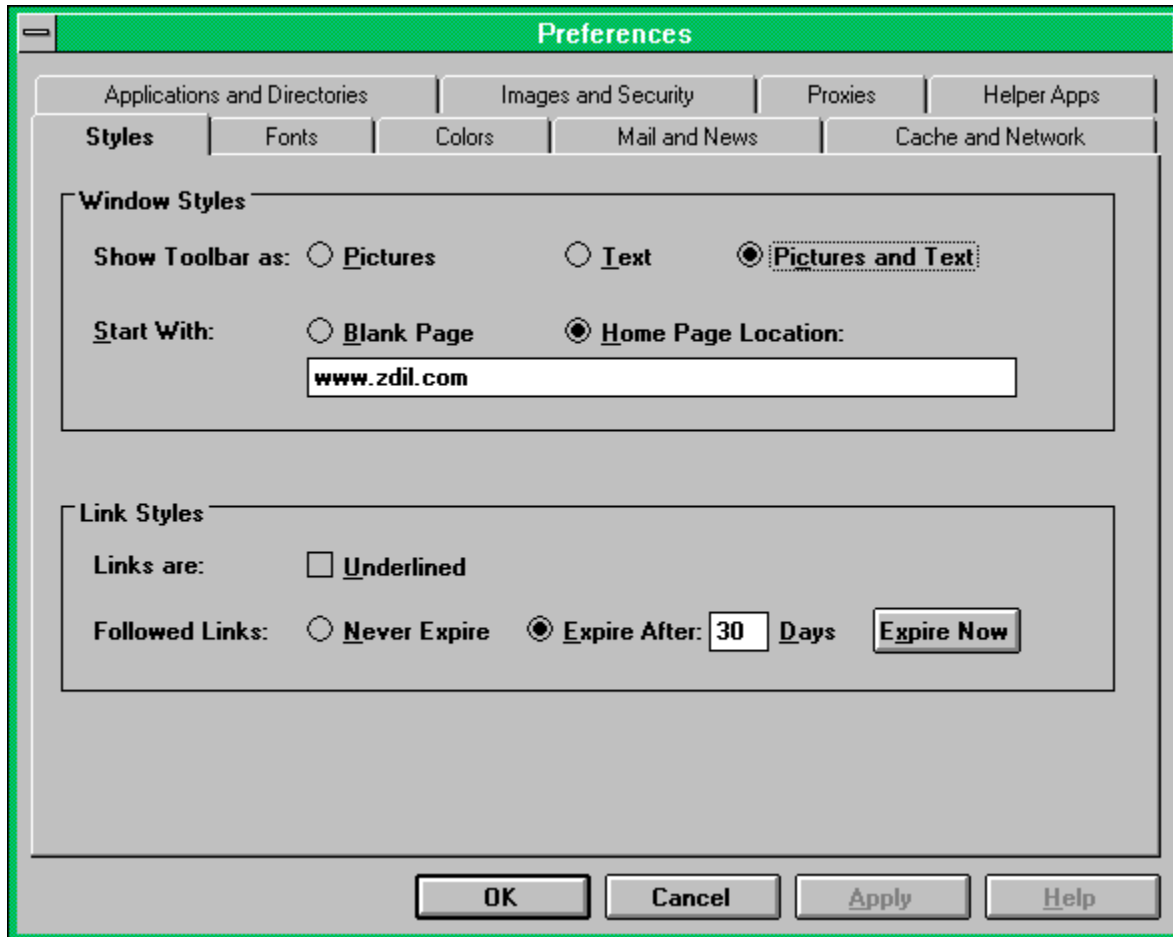 Preferences
Applications and Directories Images and Security Proxies Helper Apps
Styles Fonts Colors Mail and News Cache and Network
Window Styles
Show Toolbar as: Pictures Text Pictures and Text
Start With: Blank Page Home Page Location:
www.zdil.com
Link Styles
Links are: Underlined
Followed Links: Never Expire Expire After: 30 Days Expire Now
OK Cancel Apply Help